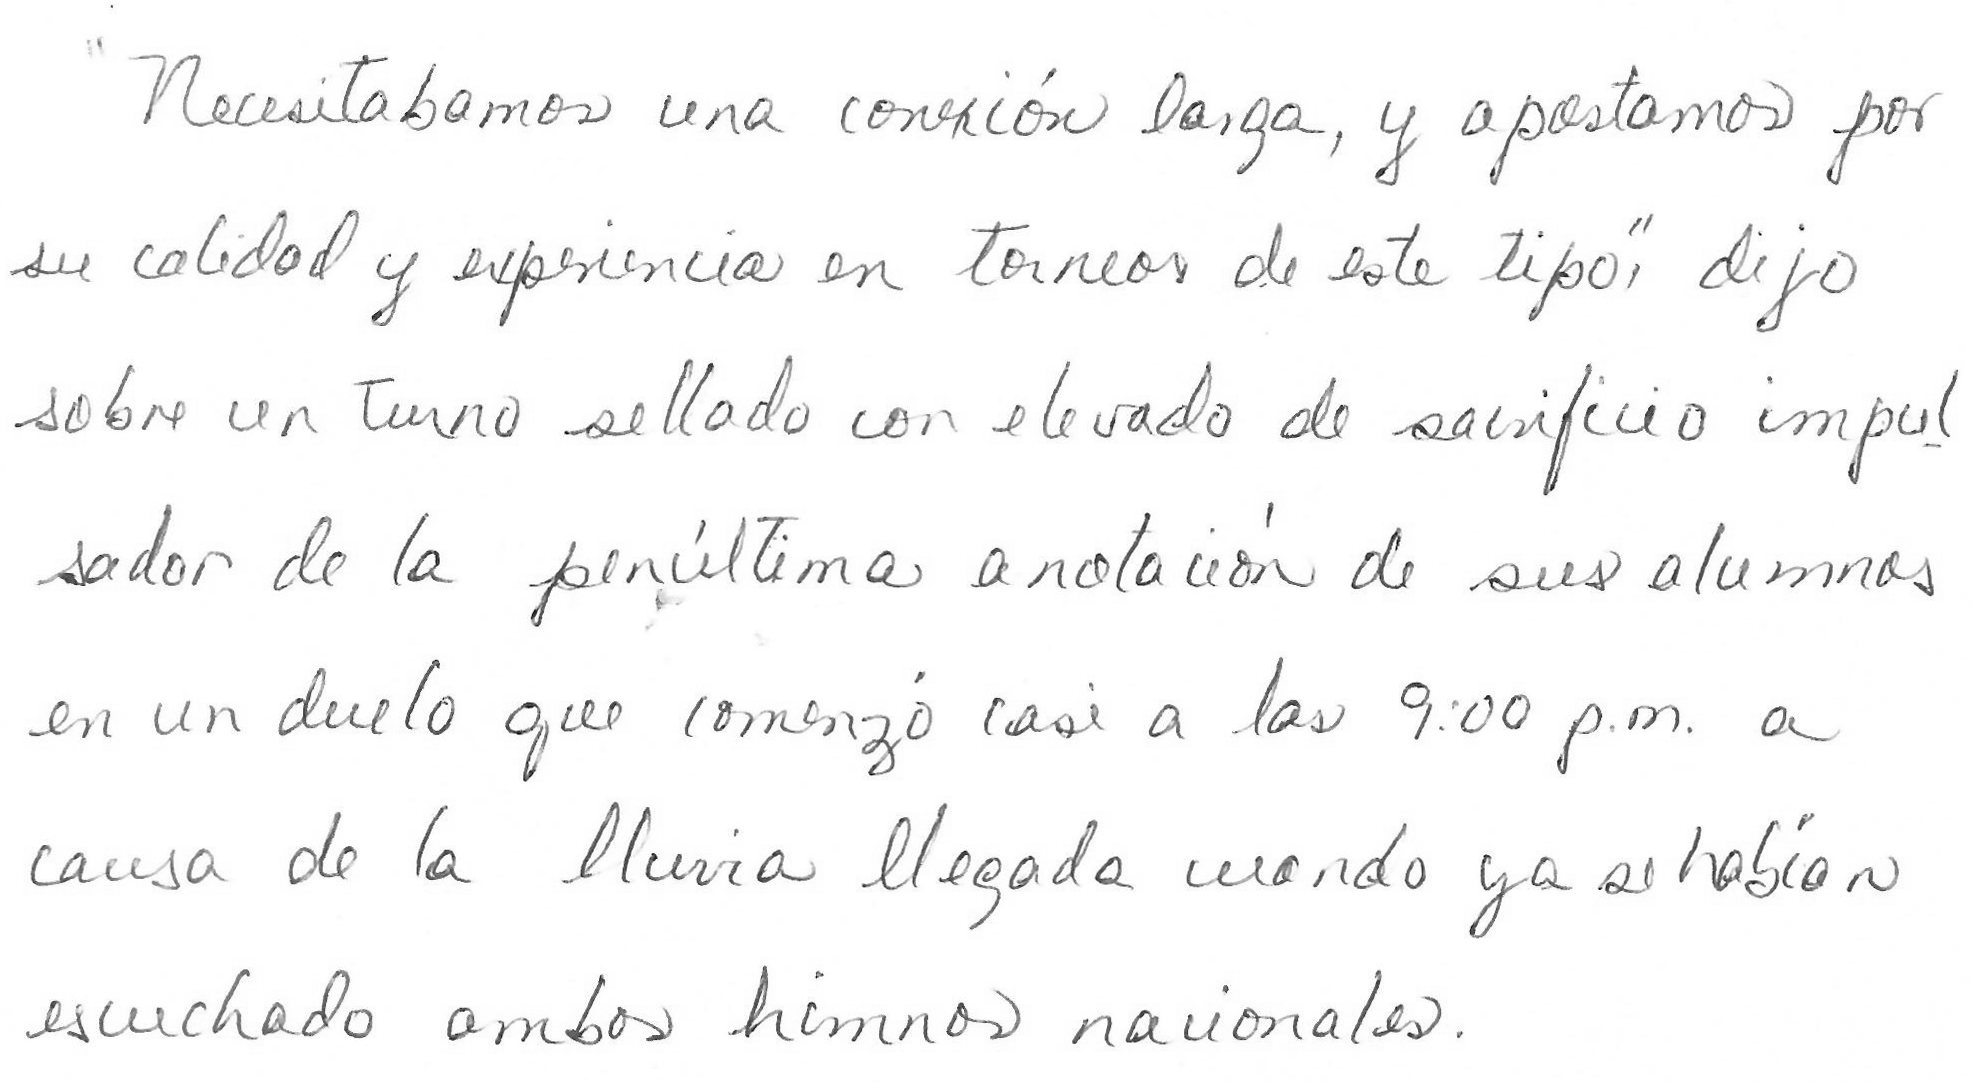 "Necesitabamos una conexión larga, y apostamos por
su calidad y experiencia en torneos de este tipo", dijo
sobre un turno sellado con elevado de sacrificio impul_
sador de la penúltima anotación de sus alumnos
en un duelo que comenzó casi a las 9:00 p.m. a
causa de la lluvia llegada cuando ya se habían
escuchado ambos himnos nacionales.